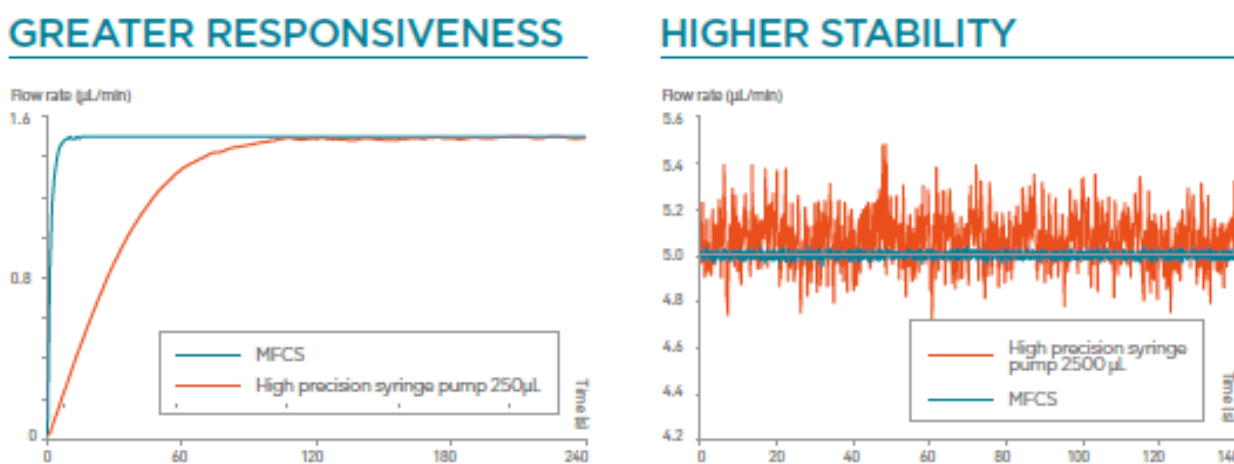 GREATER RESPONSIVENESS
Flow rate (µL/min)
1.6
0.8
0
0 60 120 180 240
Time (s)
MFCS
High precision syringe pump 250µL
HIGHER STABILITY
Flow rate (µL/min)
5.6
5.4
5.2
5.0
4.8
4.6
4.4
4.2
0 20 40 60 80 100 120 140
Time (s)
High precision syringe
pump 2500 µL
MFCS